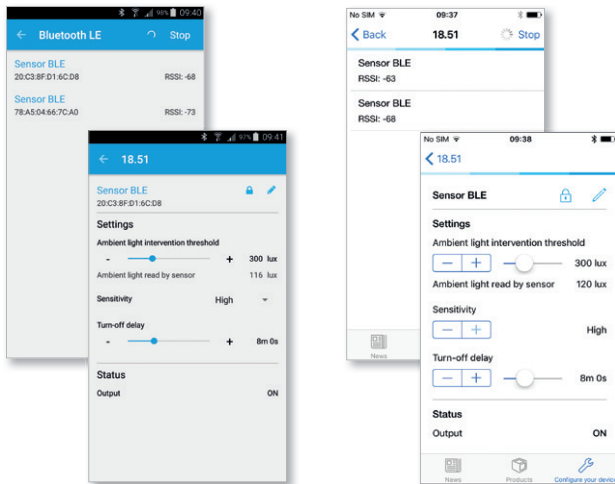 98% 09:40
← Bluetooth LE Stop
Sensor BLE
20:C3:8F:D1:6C:D8 RSSI: -68
Sensor BLE
78:A5:04:66:7C:A0 RSSI: -73
97% 09:41
← 18.51
Sensor BLE
20:C3:8F:D1:6C:D8
Settings
Ambient light intervention threshold
- + 300 lux
Ambient light read by sensor 116 lux
Sensitivity High
Turn-off delay
- + 8m 0s
Status
Output ON
No SIM 09:37
Back 18.51 Stop
Sensor BLE
RSSI: -63
Sensor BLE
RSSI: -68
News
No SIM 09:38
18.51
Sensor BLE
Settings
Ambient light intervention threshold
− + 300 lux
Ambient light read by sensor 120 lux
Sensitivity
− + High
Turn-off delay
− + 8m 0s
Status
Output ON
News Products Configure your device